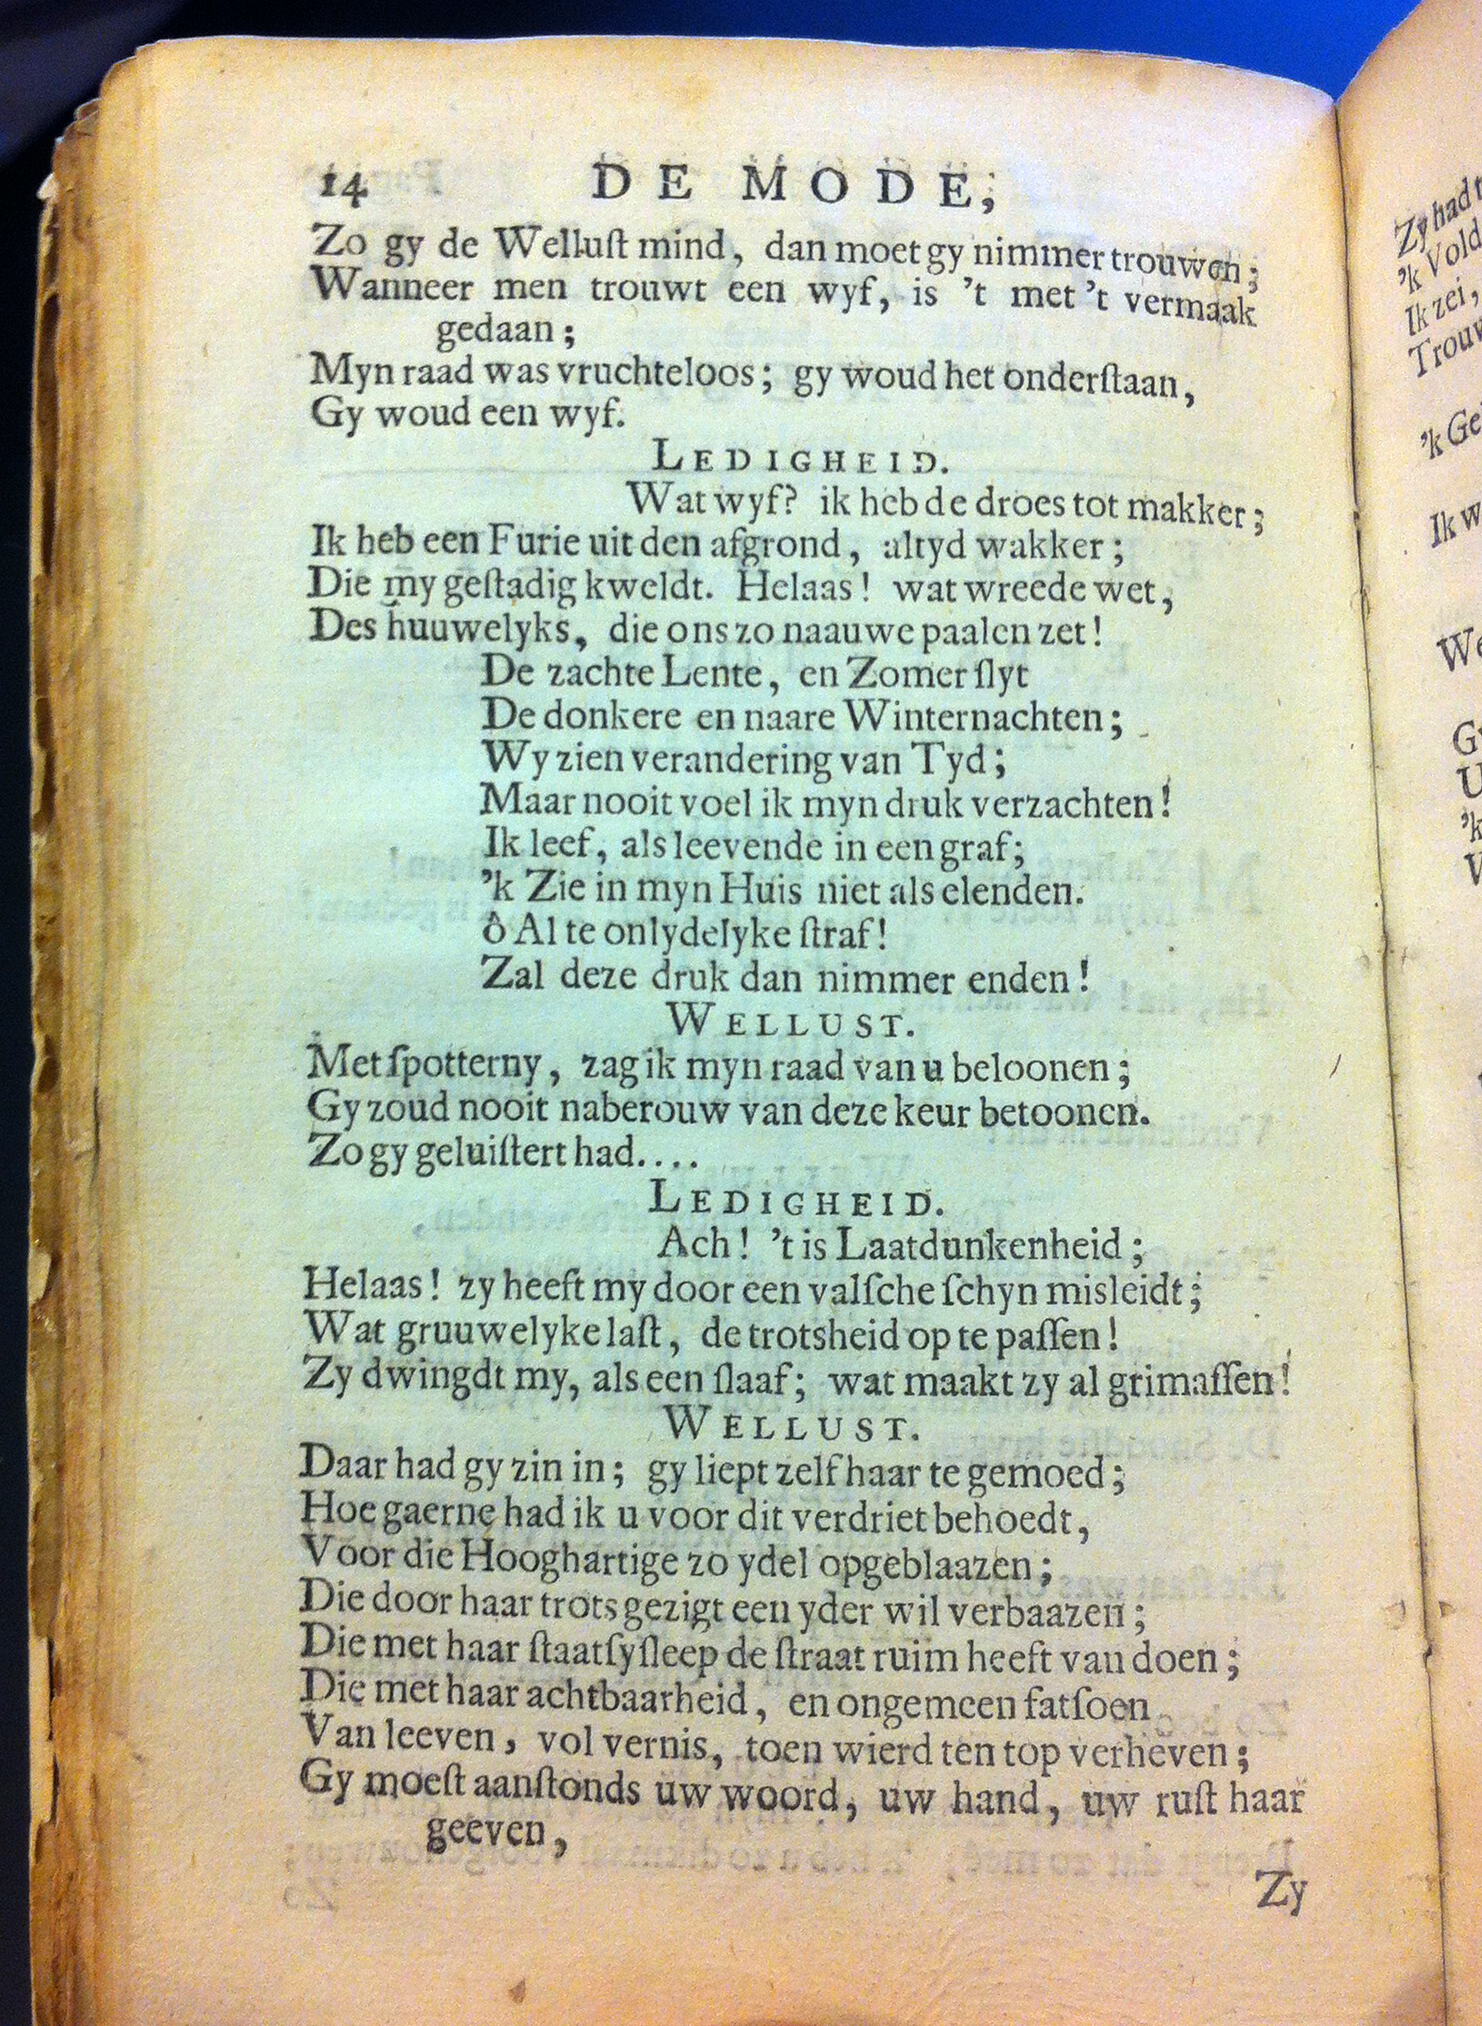 14 DE MODE,
Zo gy de Welluſt mind, dan moet gy nimmer trouwen;
Wanneer men trouwt een wyf, is 't met 't vermaak
gedaan;
Myn raad was vruchteloos; gy woud het onderſtaan,
Gy woud een wyf.
LEDIGHEID.
Wat wyf? ik heb de droes tot makker;
Ik heb een Furie uit den afgrond, altyd wakker;
Die my geſtadig kweldt. Helaas! wat wreede wet,
Des huuwelyks, die ons zo naauwe paalen zet!
De zachte Lente, en Zomer ſlyt
De donkere en naare Winternachten;
Wy zien verandering van Tyd;
Maar nooit voel ik myn druk verzachten!
Ik leef, als leevende in een graf;
'k Zie in myn Huis niet als elenden.
ô Al te onlydelyke ſtraf!
Zal deze druk dan nimmer enden!
WELLUST.
Met ſpotterny, zag ik myn raad van u beloonen;
Gy zoud nooit naberouw van deze keur betoonen.
Zo gy geluiſtert had....
LEDIGHEID.
Ach! 't is Laatdunkenheid;
Helaas! zy heeft my door een valſche ſchyn misleidt;
Wat gruuwelyke laſt, de trotsheid op te paſſen!
Zy dwingdt my, als een ſlaaf; wat maakt zy al grimaſſen!
WELLUST.
Daar had gy zin in; gy liept zelf haar te gemoed;
Hoe gaerne had ik u voor dit verdriet behoedt,
Voor die Hooghartige zo ydel opgeblaazen;
Die door haar trots gezigt een yder wil verbaazen;
Die met haar ſtaatſyſleep de ſtraat ruim heeft van doen;
Die met haar achtbaarheid, en ongemeen fatſoen
Van leeven, vol vernis, toen wierd ten top verheven;
Gy moeſt aanſtonds uw woord, uw hand, uw ruſt haar
geeven,
Zy
Zy had
'k Vold
Ik zei,
Trouw
'k Ge
Ik w
We
G
U
'k